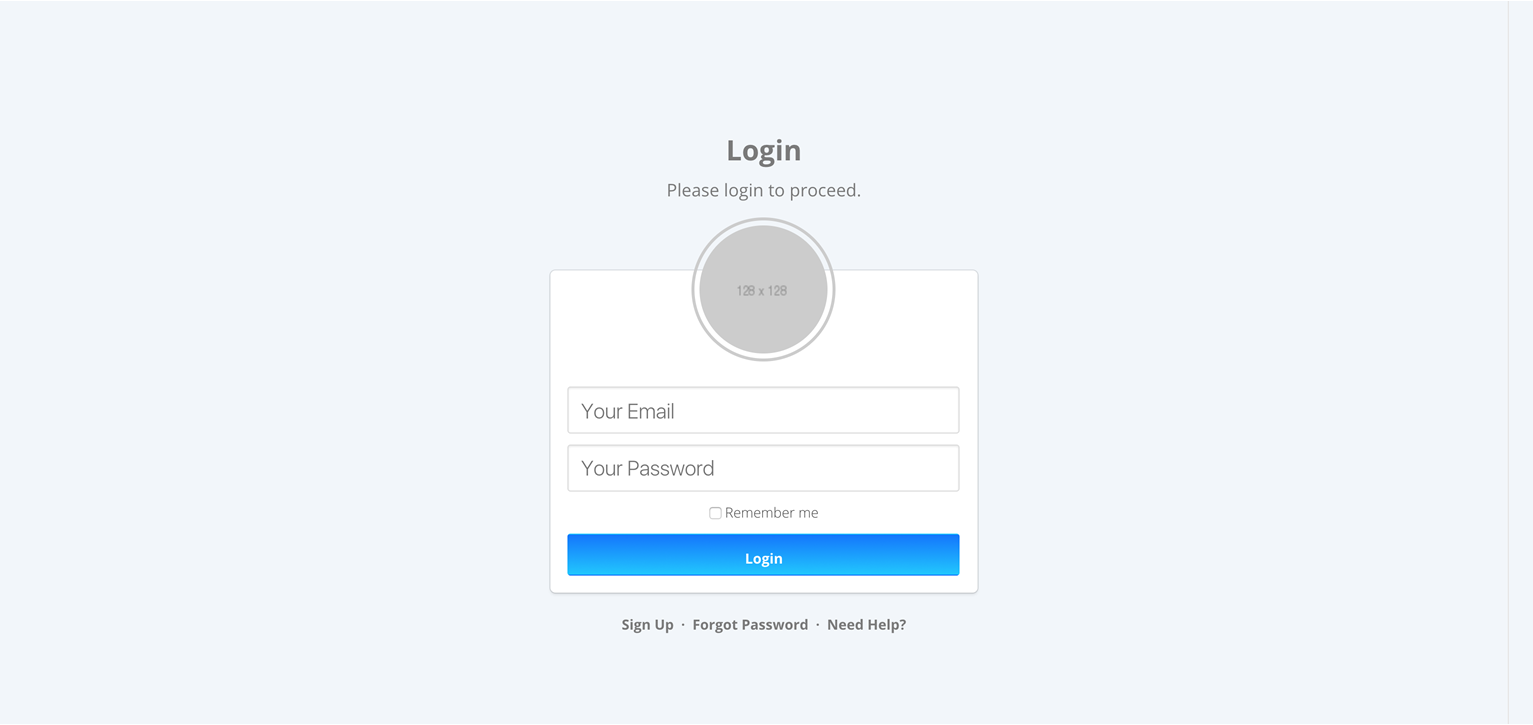 Login
Please login to proceed.
128 x 128
Your Email
Your Password
Remember me
Login
Sign Up · Forgot Password · Need Help?